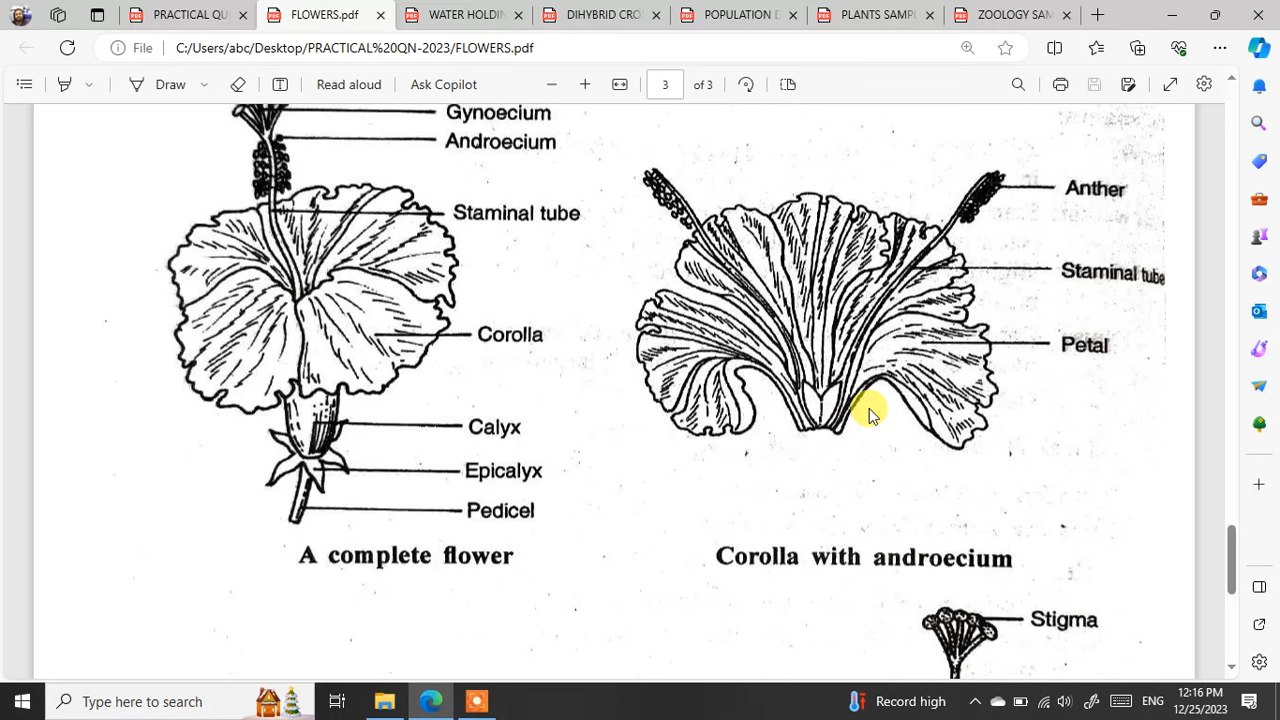 PRACTICAL QU
FLOWERS.pdf
WATER HOLDIN
DIHYBRID CRO
PULATION D
PLANTS SAMPL
ZOOLOGY SAM
File
C:/Users/abc/Desktop/PRACTICAL%20QN-2023/FLOWERS.pdf
Draw
Read aloud
Ask Copilot
3
of 3
Gynoecium
Androecium
Staminal tube
Corolla
Calyx
Epicalyx
Pedicel
A complete flower
Anther
Staminal tube
Petal
Corolla with androecium
Stigma
Type here to search
Record high
ENG
12:16 PM
12/25/2023